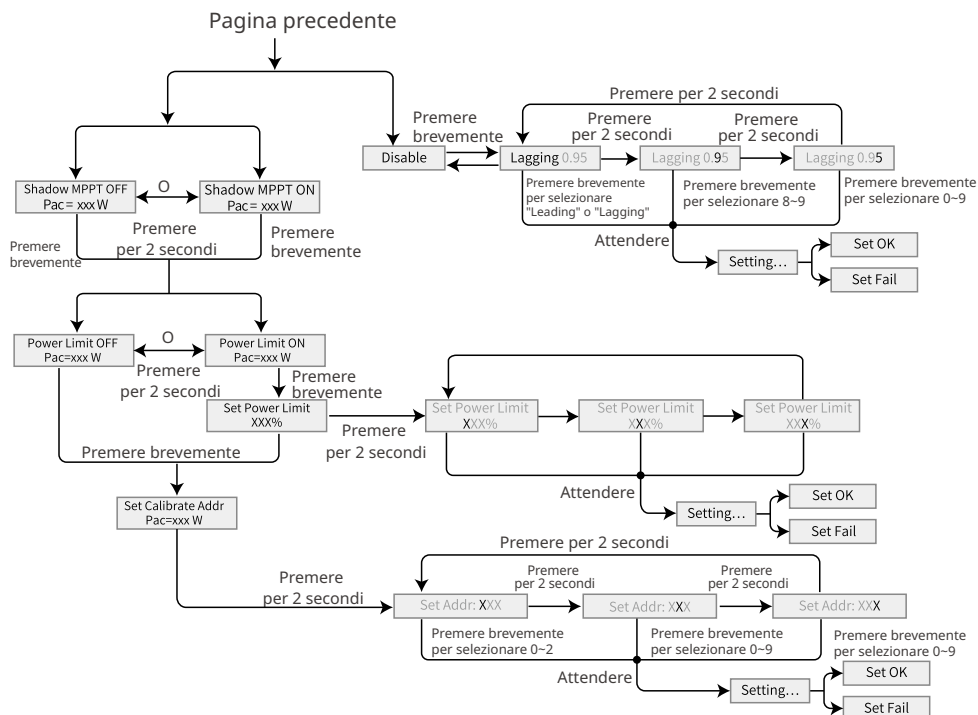 Pagina precedente
Premere per 2 secondi
Premere
brevemente
Premere
per 2 secondi
Premere
per 2 secondi
Disable
Lagging 0.95
Lagging 0.95
Lagging 0.95
Premere brevemente
per selezionare
"Leading" o "Lagging"
Premere brevemente
per selezionare 8~9
Premere brevemente
per selezionare 0~9
Attendere
Setting...
Set OK
Set Fail
Shadow MPPT OFF
Pac= xxx W
O
Shadow MPPT ON
Pac= xxx W
Premere
brevemente
Premere
per 2 secondi
Premere
brevemente
Power Limit OFF
Pac=xxx W
O
Power Limit ON
Pac=xxx W
Premere
per 2 secondi
Premere
brevemente
Set Power Limit
XXX%
Premere
per 2 secondi
Set Power Limit
XXX%
Set Power Limit
XXX%
Set Power Limit
XXX%
Premere brevemente
Attendere
Setting...
Set OK
Set Fail
Set Calibrate Addr
Pac=xxx W
Premere per 2 secondi
Premere
per 2 secondi
Premere
per 2 secondi
Premere
per 2 secondi
Set Addr: XXX
Set Addr: XXX
Set Addr: XXX
Premere brevemente
per selezionare 0~2
Premere brevemente
per selezionare 0~9
Premere brevemente
per selezionare 0~9
Attendere
Setting...
Set OK
Set Fail